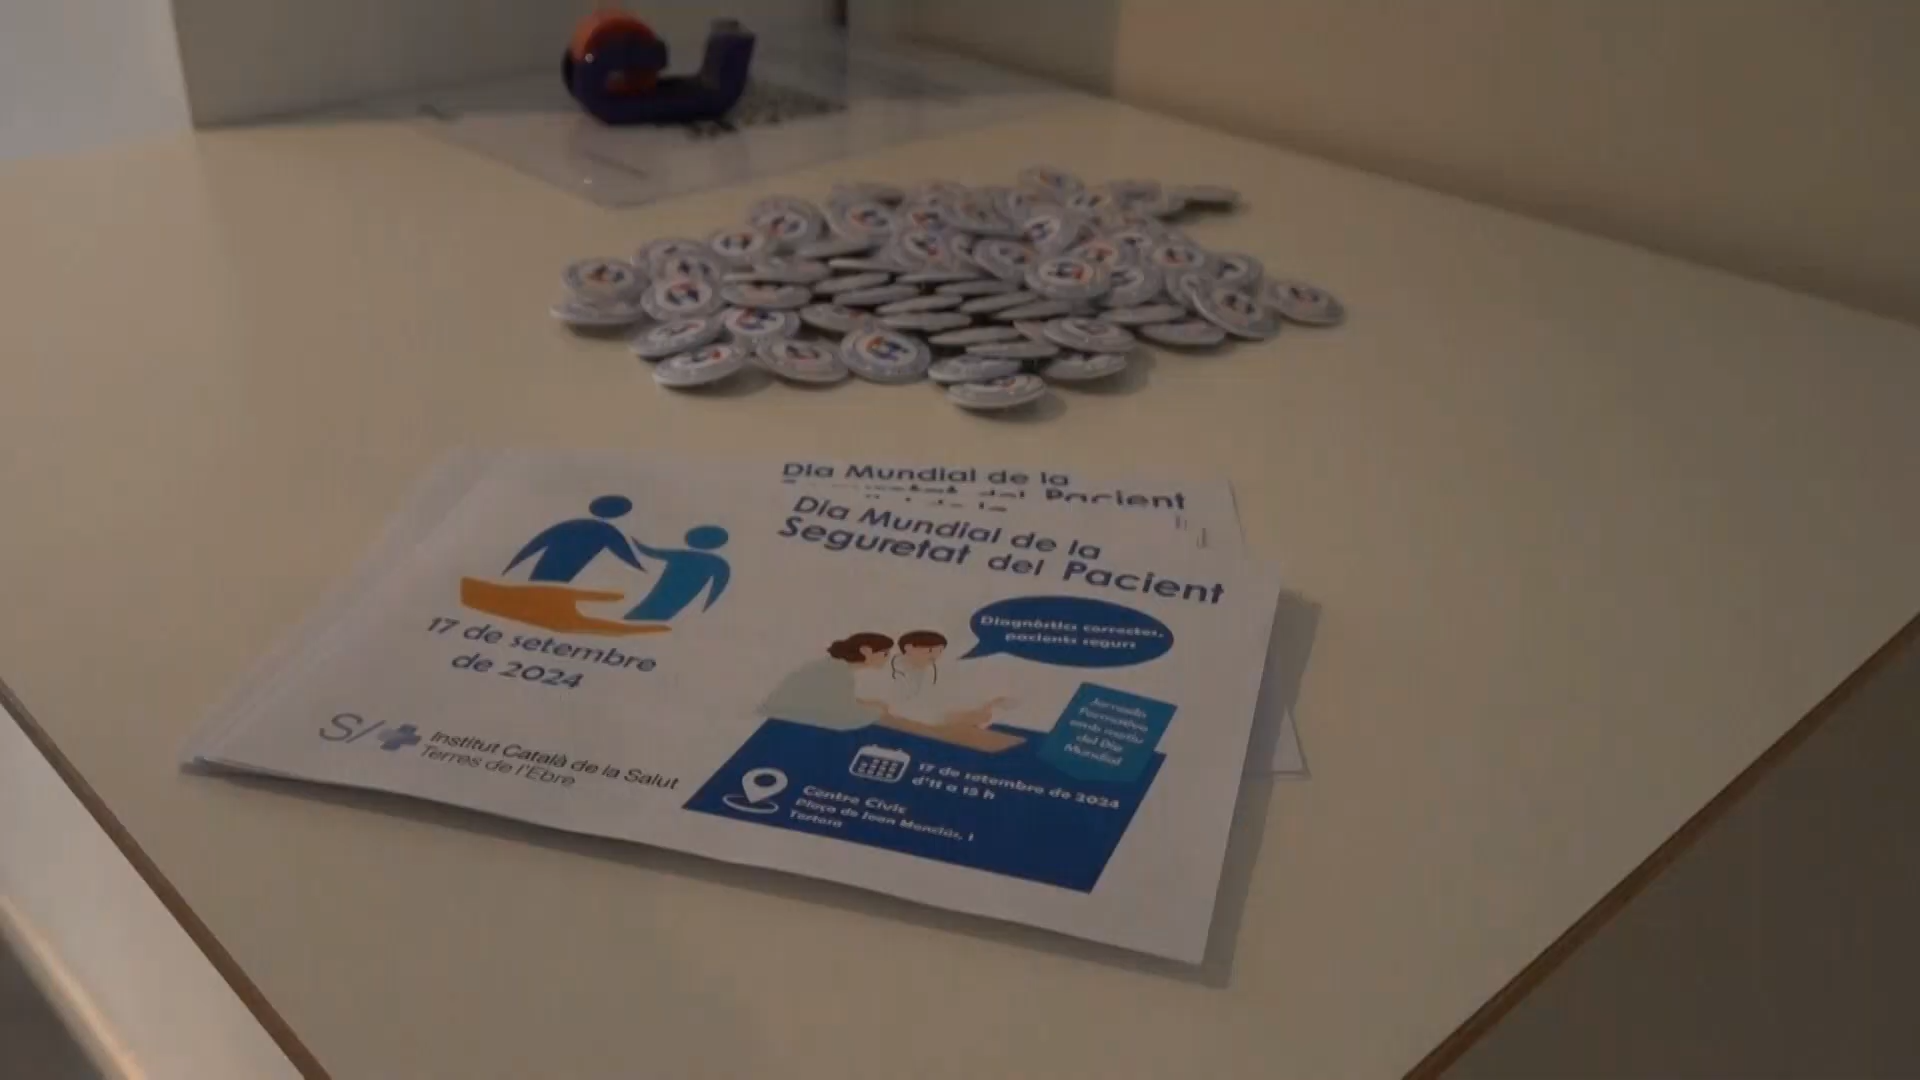 Dia Mundial de la
Pacient
Dia Mundial de la
Seguretat del Pacient
17 de setembre
de 2024
Diagnòstics correctes,
pacients segurs
Jornada
Formativa
amb motiu
del Dia
Mundial
17 de setembre de 2024
d'11 a 13 h
Centre Cívic
Plaça de Joan Monclús, 1
Tortosa
S/
Institut Català de la Salut
Terres de l'Ebre